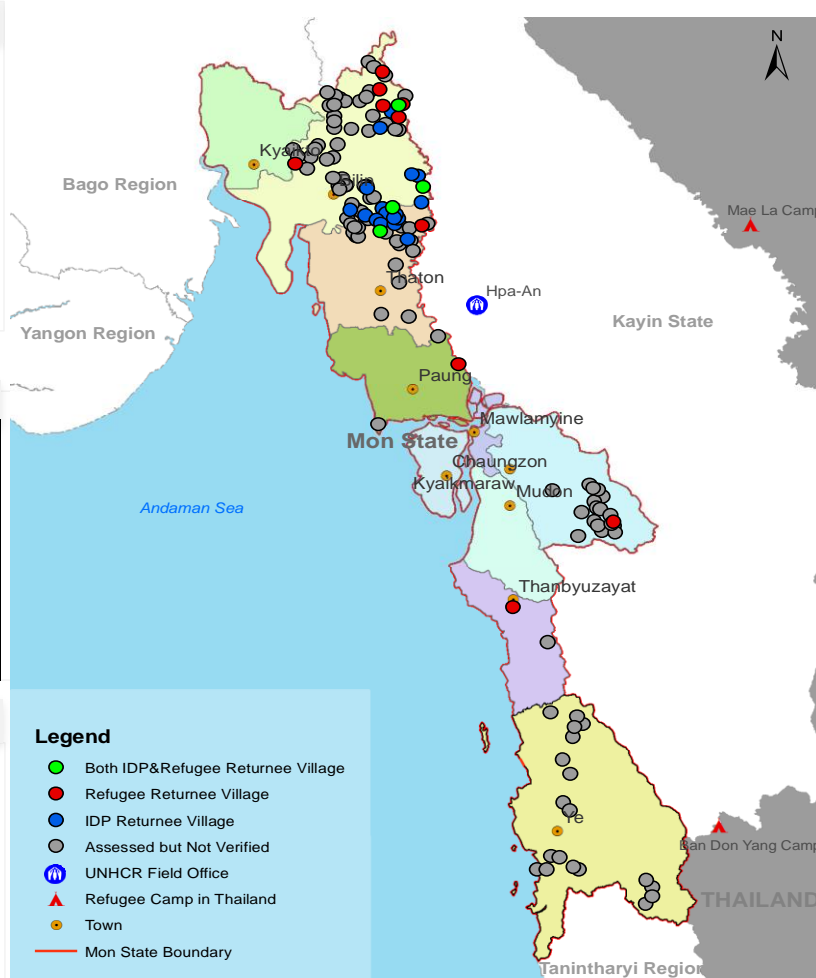 N
Kyaikto
Bago Region
Bilin
Mae La Camp
Thaton
Hpa-An
Kayin State
Yangon Region
Paung
Mawlamyine
Mon State
Chaungzon
Kyaikmaraw
Mudon
Andaman Sea
Thanbyuzayat
Legend
Both IDP&Refugee Returnee Village
Refugee Returnee Village
IDP Returnee Village
Assessed but Not Verified
UNHCR Field Office
Refugee Camp in Thailand
Town
Mon State Boundary
Ye
Ban Don Yang Camp
THAILAND
Tanintharyi Region